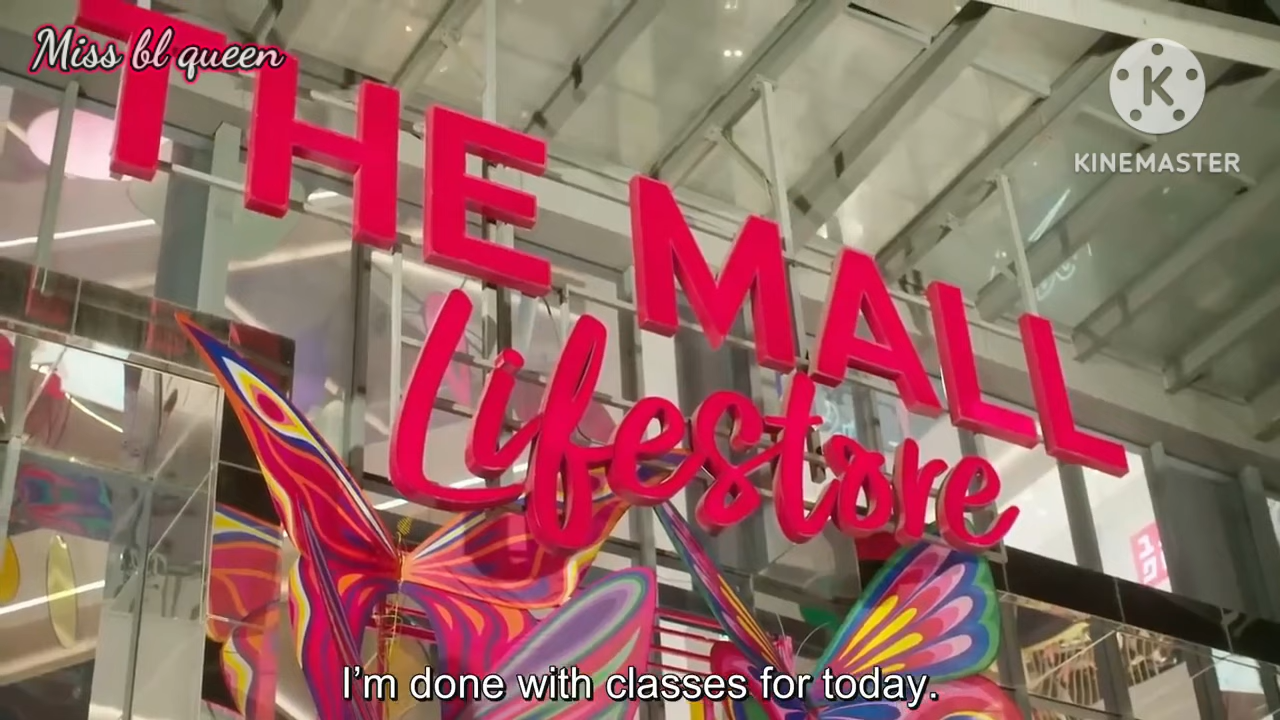 Miss bl queen
K
KINEMASTER
THE MALL
Lifestore
I'm done with classes for today.